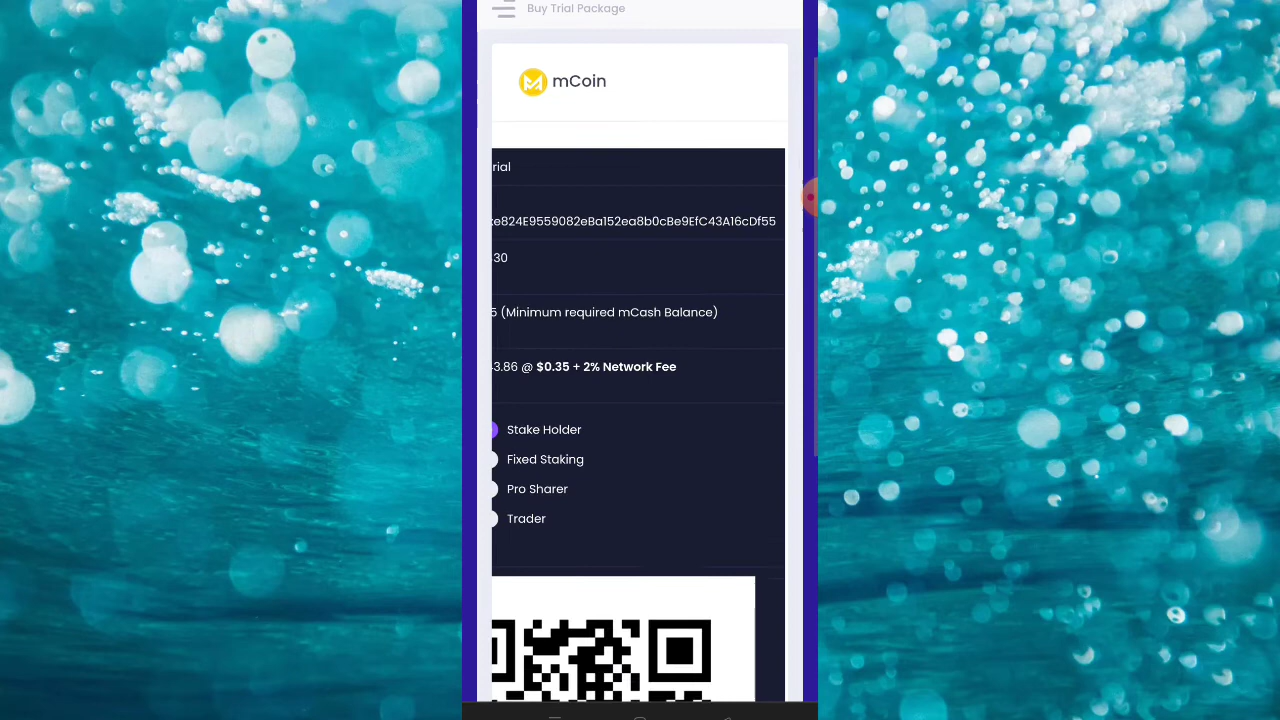 Buy Trial Package
mCoin
rial
xe824E9559082eBa152ea8b0cBe9EfC43A16cDf55
30
5 (Minimum required mCash Balance)
3.86 @ $0.35 + 2% Network Fee
Stake Holder
Fixed Staking
Pro Sharer
Trader